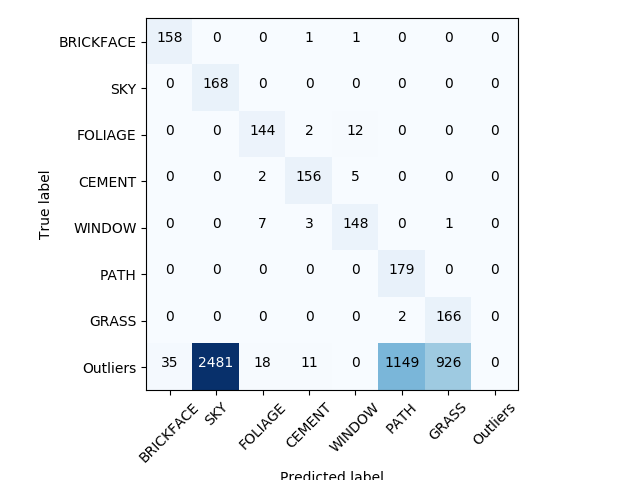 BRICKFACE 158 0 0 1 1 0 0 0
SKY 0 168 0 0 0 0 0 0
FOLIAGE 0 0 144 2 12 0 0 0
CEMENT 0 0 2 156 5 0 0 0
WINDOW 0 0 7 3 148 0 1 0
PATH 0 0 0 0 0 179 0 0
GRASS 0 0 0 0 0 2 166 0
Outliers 35 2481 18 11 0 1149 926 0
True label
BRICKFACE SKY FOLIAGE CEMENT WINDOW PATH GRASS Outliers
Predicted label